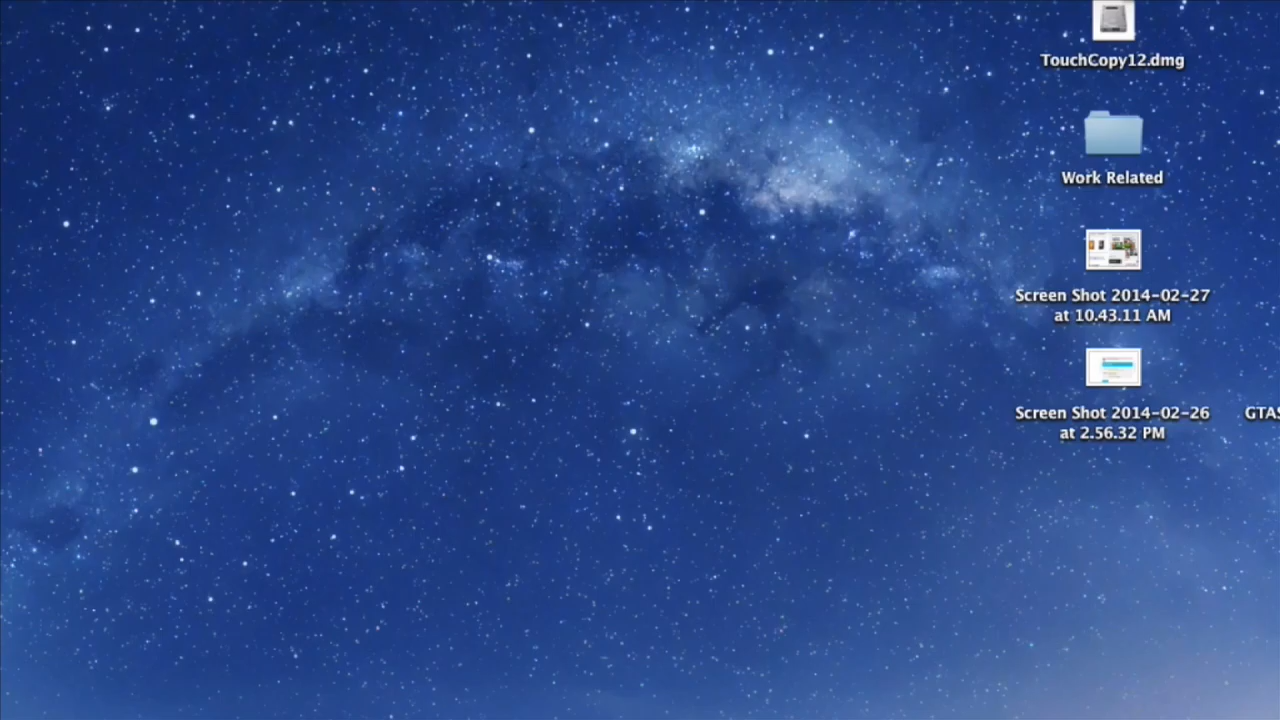 TouchCopy12.dmg
Work Related
Screen Shot 2014-02-27
at 10.43.11 AM
Screen Shot 2014-02-26
at 2.56.32 PM
GTAS